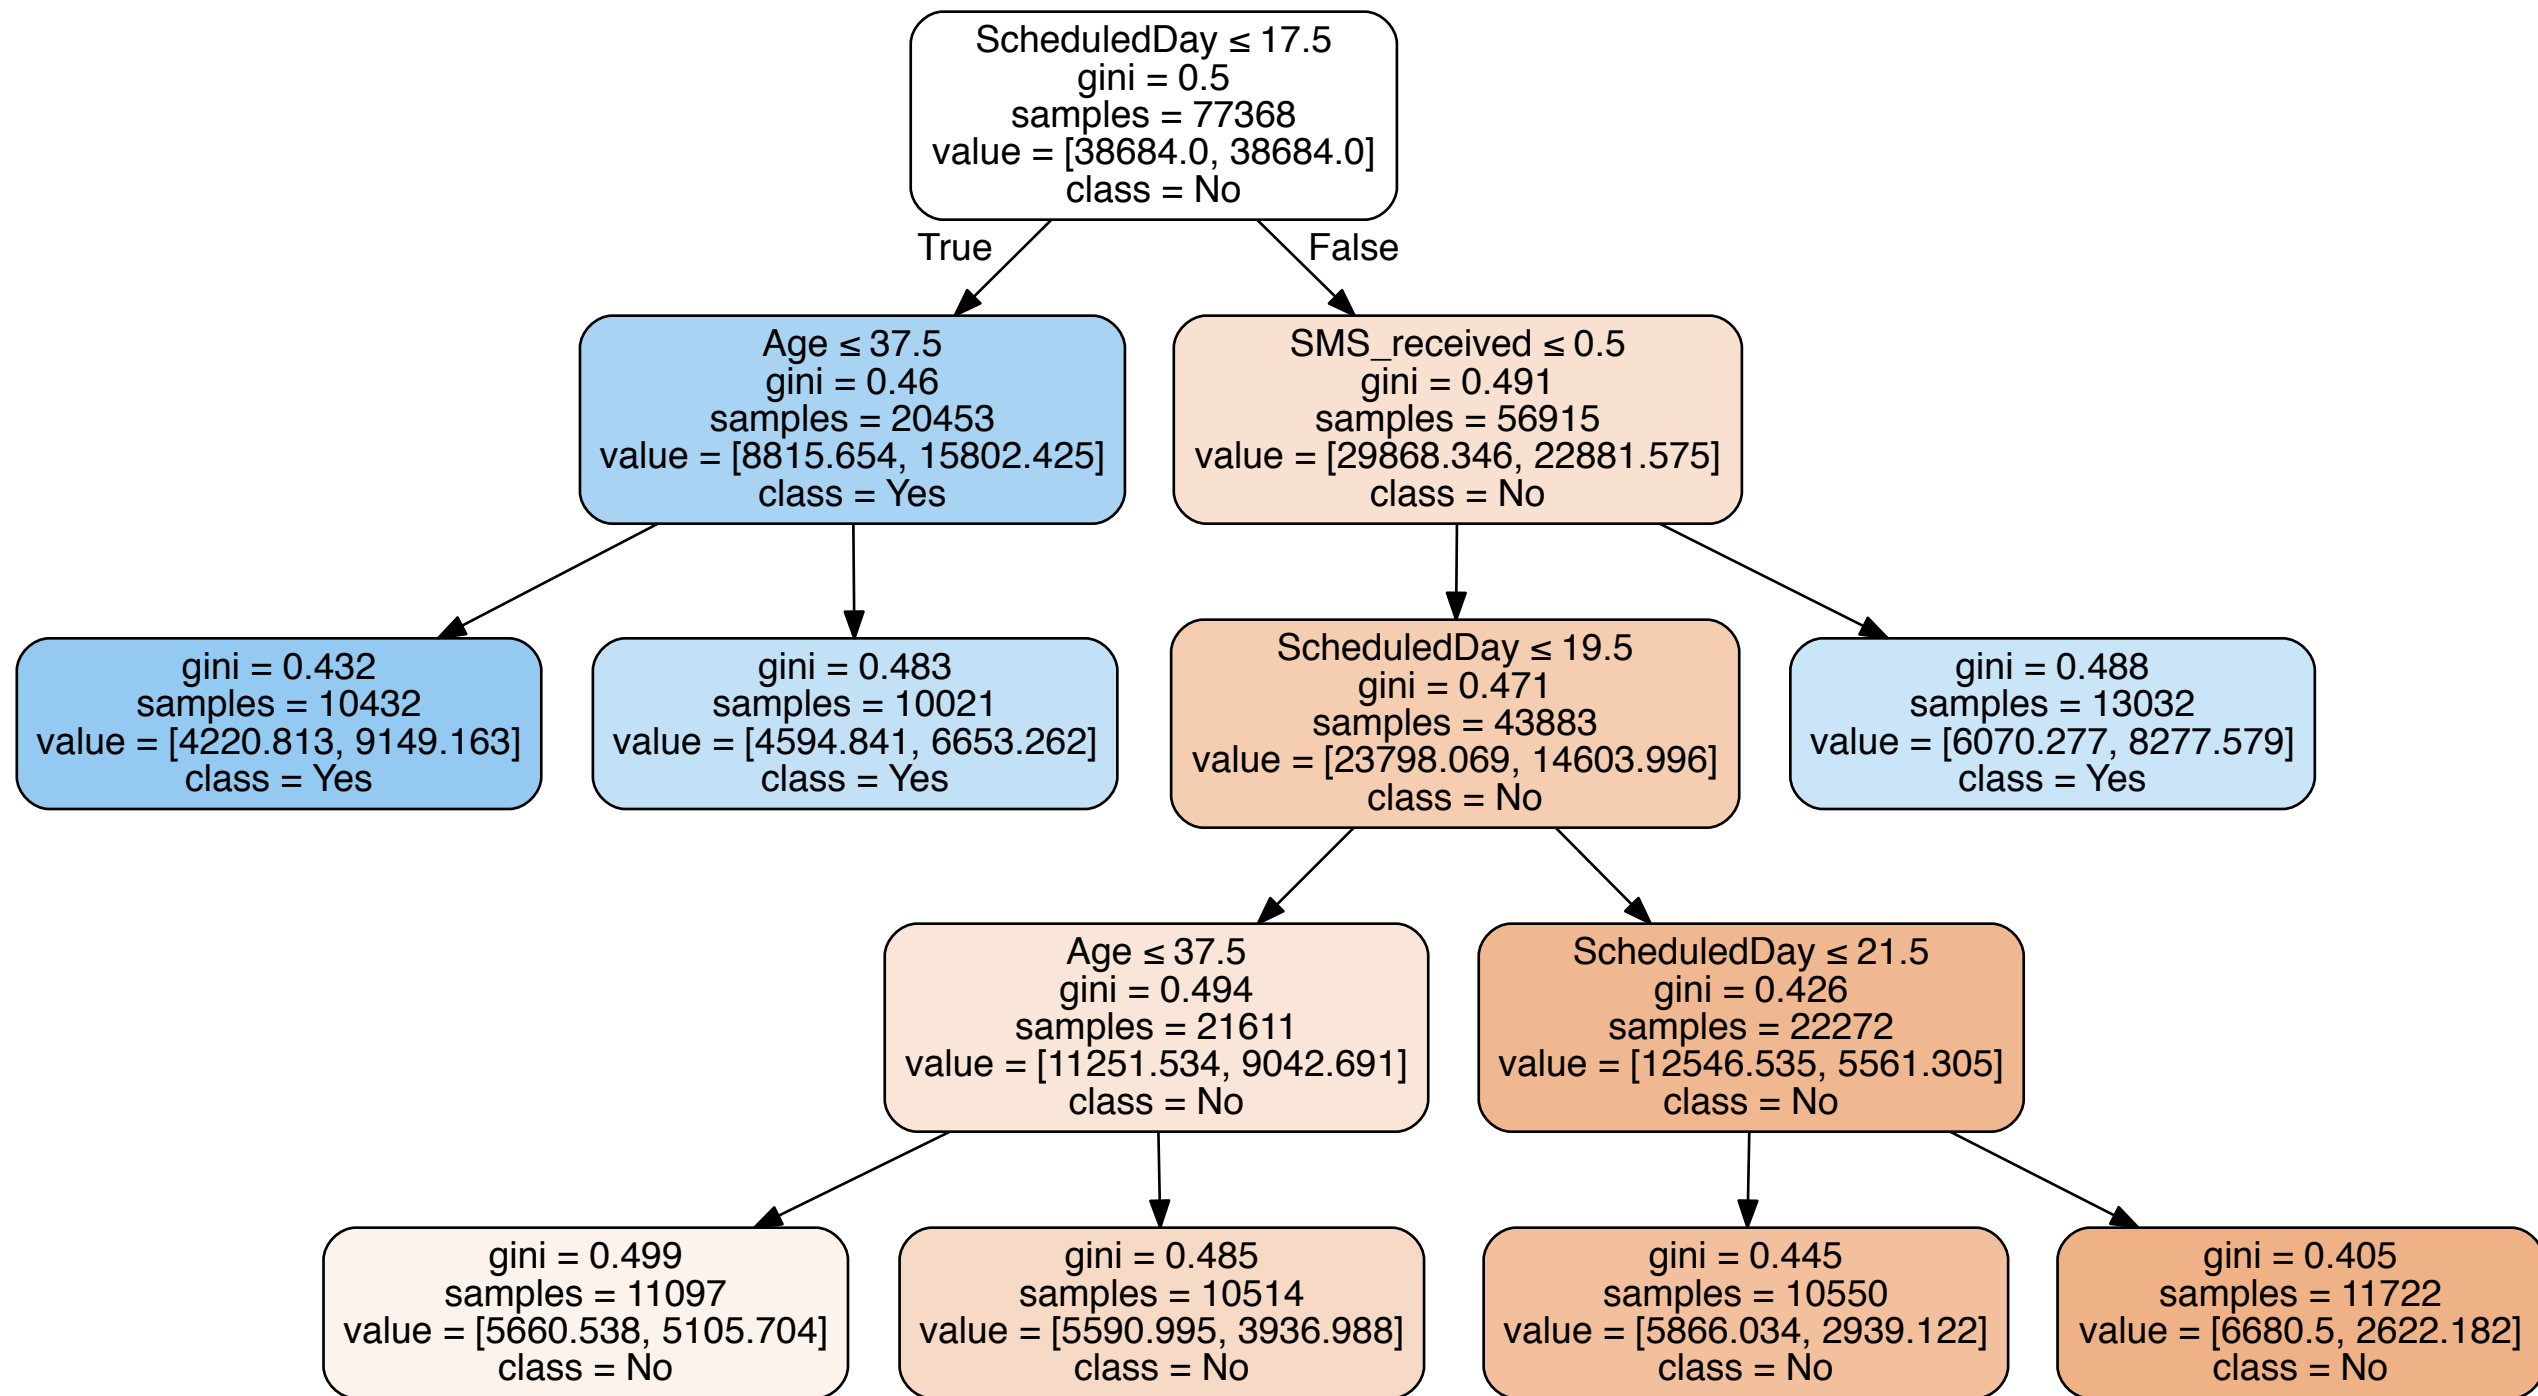 ScheduledDay ≤ 17.5
gini = 0.5
samples = 77368
value = [38684.0, 38684.0]
class = No
True
False
Age ≤ 37.5
gini = 0.46
samples = 20453
value = [8815.654, 15802.425]
class = Yes
SMS_received ≤ 0.5
gini = 0.491
samples = 56915
value = [29868.346, 22881.575]
class = No
gini = 0.432
samples = 10432
value = [4220.813, 9149.163]
class = Yes
gini = 0.483
samples = 10021
value = [4594.841, 6653.262]
class = Yes
ScheduledDay ≤ 19.5
gini = 0.471
samples = 43883
value = [23798.069, 14603.996]
class = No
gini = 0.488
samples = 13032
value = [6070.277, 8277.579]
class = Yes
Age ≤ 37.5
gini = 0.494
samples = 21611
value = [11251.534, 9042.691]
class = No
ScheduledDay ≤ 21.5
gini = 0.426
samples = 22272
value = [12546.535, 5561.305]
class = No
gini = 0.499
samples = 11097
value = [5660.538, 5105.704]
class = No
gini = 0.485
samples = 10514
value = [5590.995, 3936.988]
class = No
gini = 0.445
samples = 10550
value = [5866.034, 2939.122]
class = No
gini = 0.405
samples = 11722
value = [6680.5, 2622.182]
class = No